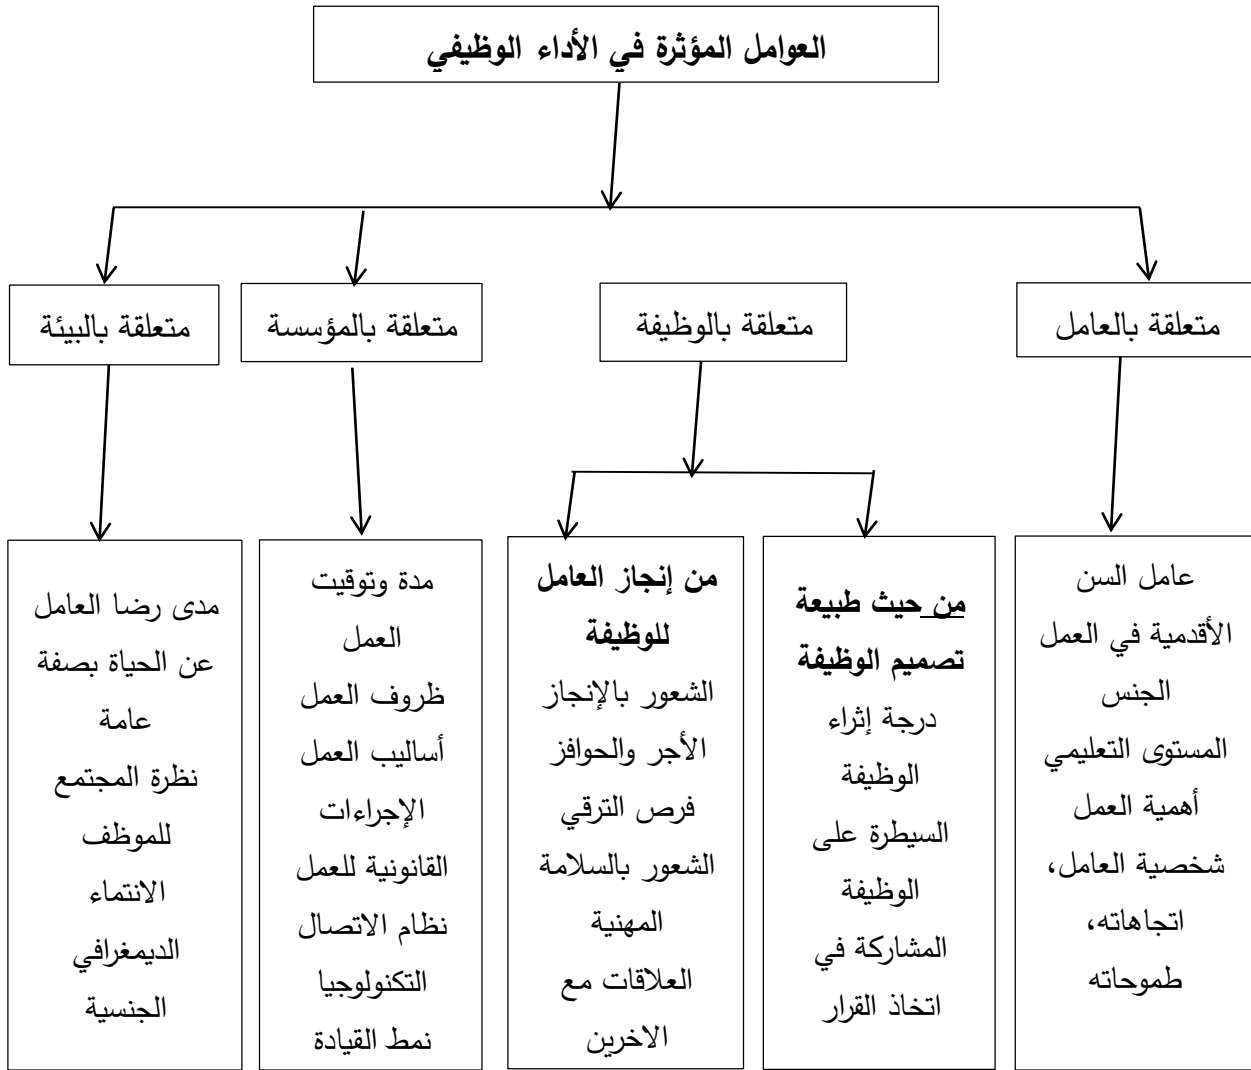 العوامل المؤثرة في الأداء الوظيفي
متعلقة بالعامل
متعلقة بالوظيفة
متعلقة بالمؤسسة
متعلقة بالبيئة
عامل السن
الأقدمية في العمل
الجنس
المستوى التعليمي
أهمية العمل
شخصية العامل،
اتجاهاته،
طموحاته
من حيث طبيعة
تصميم الوظيفة
درجة إثراء
الوظيفة
السيطرة على
الوظيفة
المشاركة في
اتخاذ القرار
من إنجاز العامل
للوظيفة
الشعور بالإنجاز
الأجر والحوافز
فرص الترقي
الشعور بالسلامة
المهنية
العلاقات مع
الاخرين
مدة وتوقيت
العمل
ظروف العمل
أساليب العمل
الإجراءات
القانونية للعمل
نظام الاتصال
التكنولوجيا
نمط القيادة
مدى رضا العامل
عن الحياة بصفة
عامة
نظرة المجتمع
للموظف
الانتماء
الديمغرافي
الجنسية